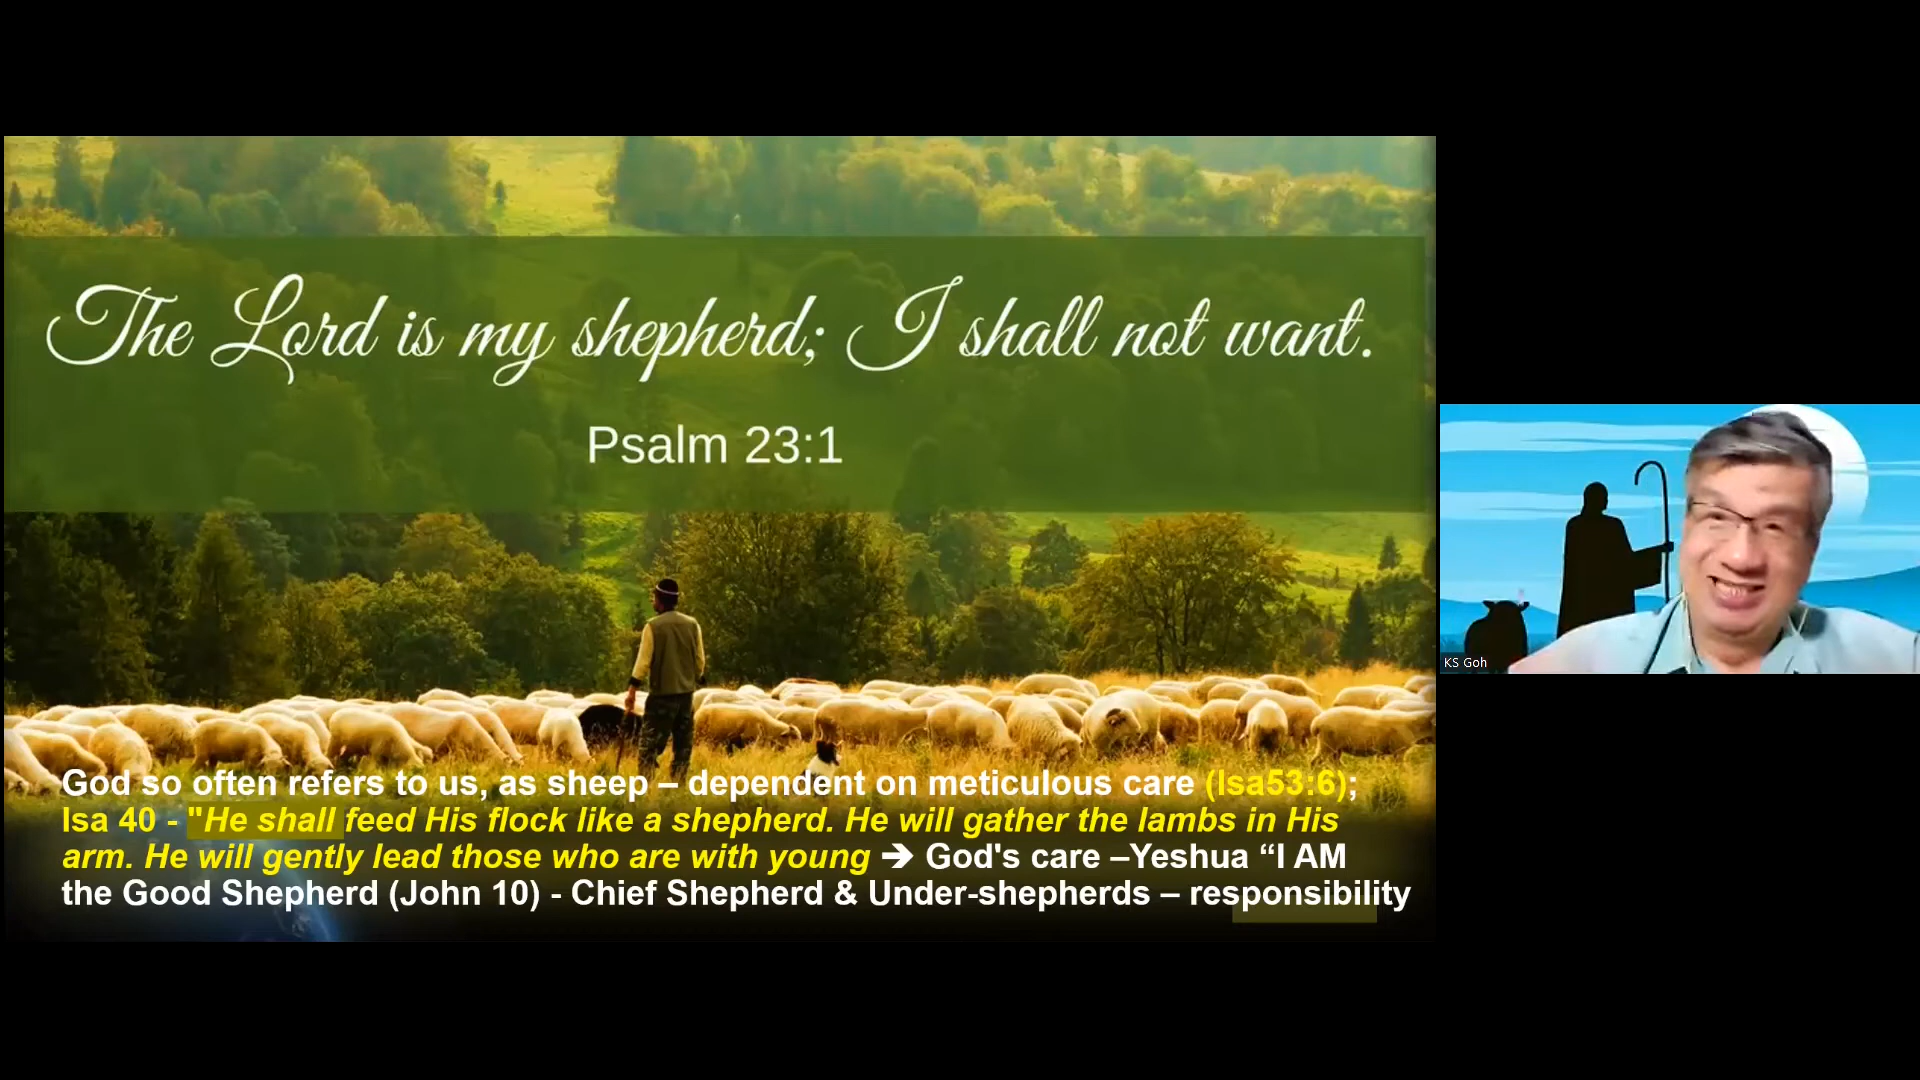 The Lord is my shepherd; I shall not want.
Psalm 23:1
God so often refers to us, as sheep – dependent on meticulous care (Isa53:6);
Isa 40 - "He shall feed His flock like a shepherd. He will gather the lambs in His
arm. He will gently lead those who are with young ➔ God's care –Yeshua “I AM
the Good Shepherd (John 10) - Chief Shepherd & Under-shepherds – responsibility
KS Goh